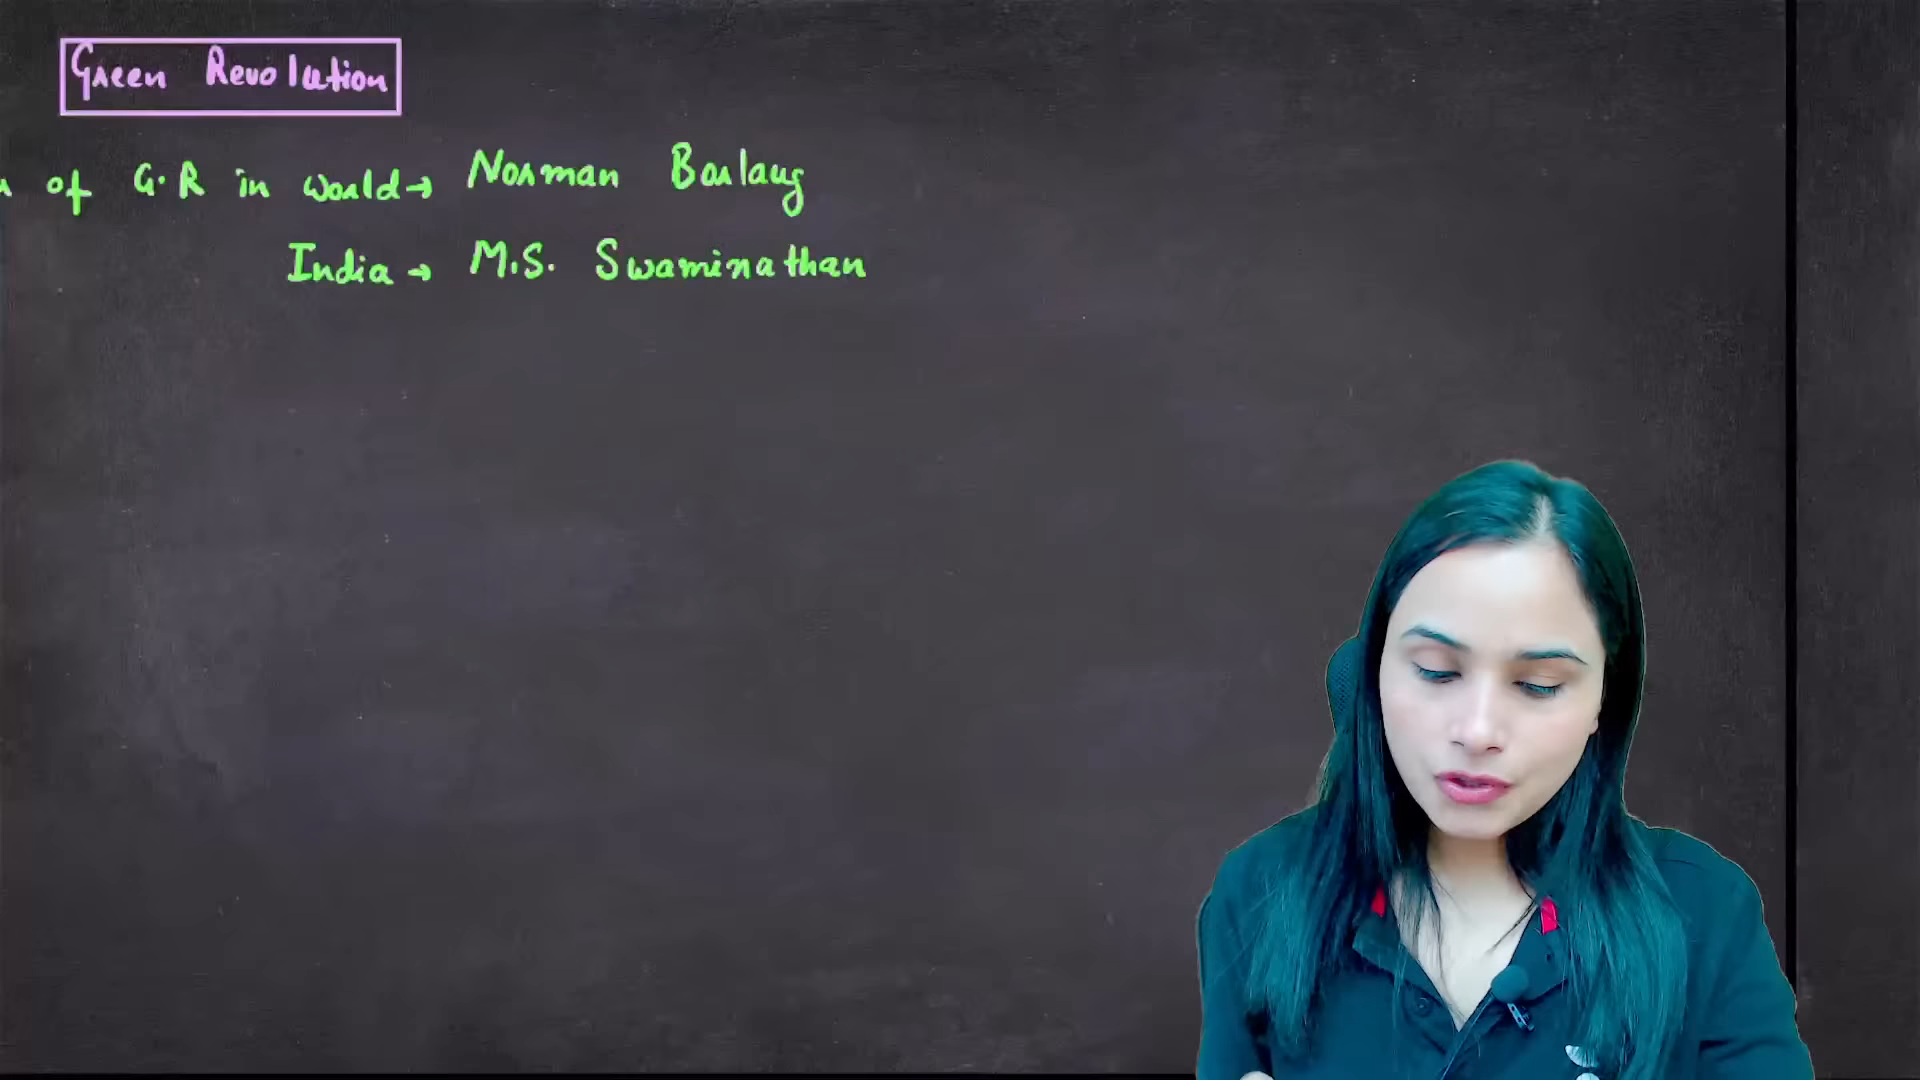 Green Revolution
of G.R in world→ Norman Borlaug
India → M.S. Swaminathan